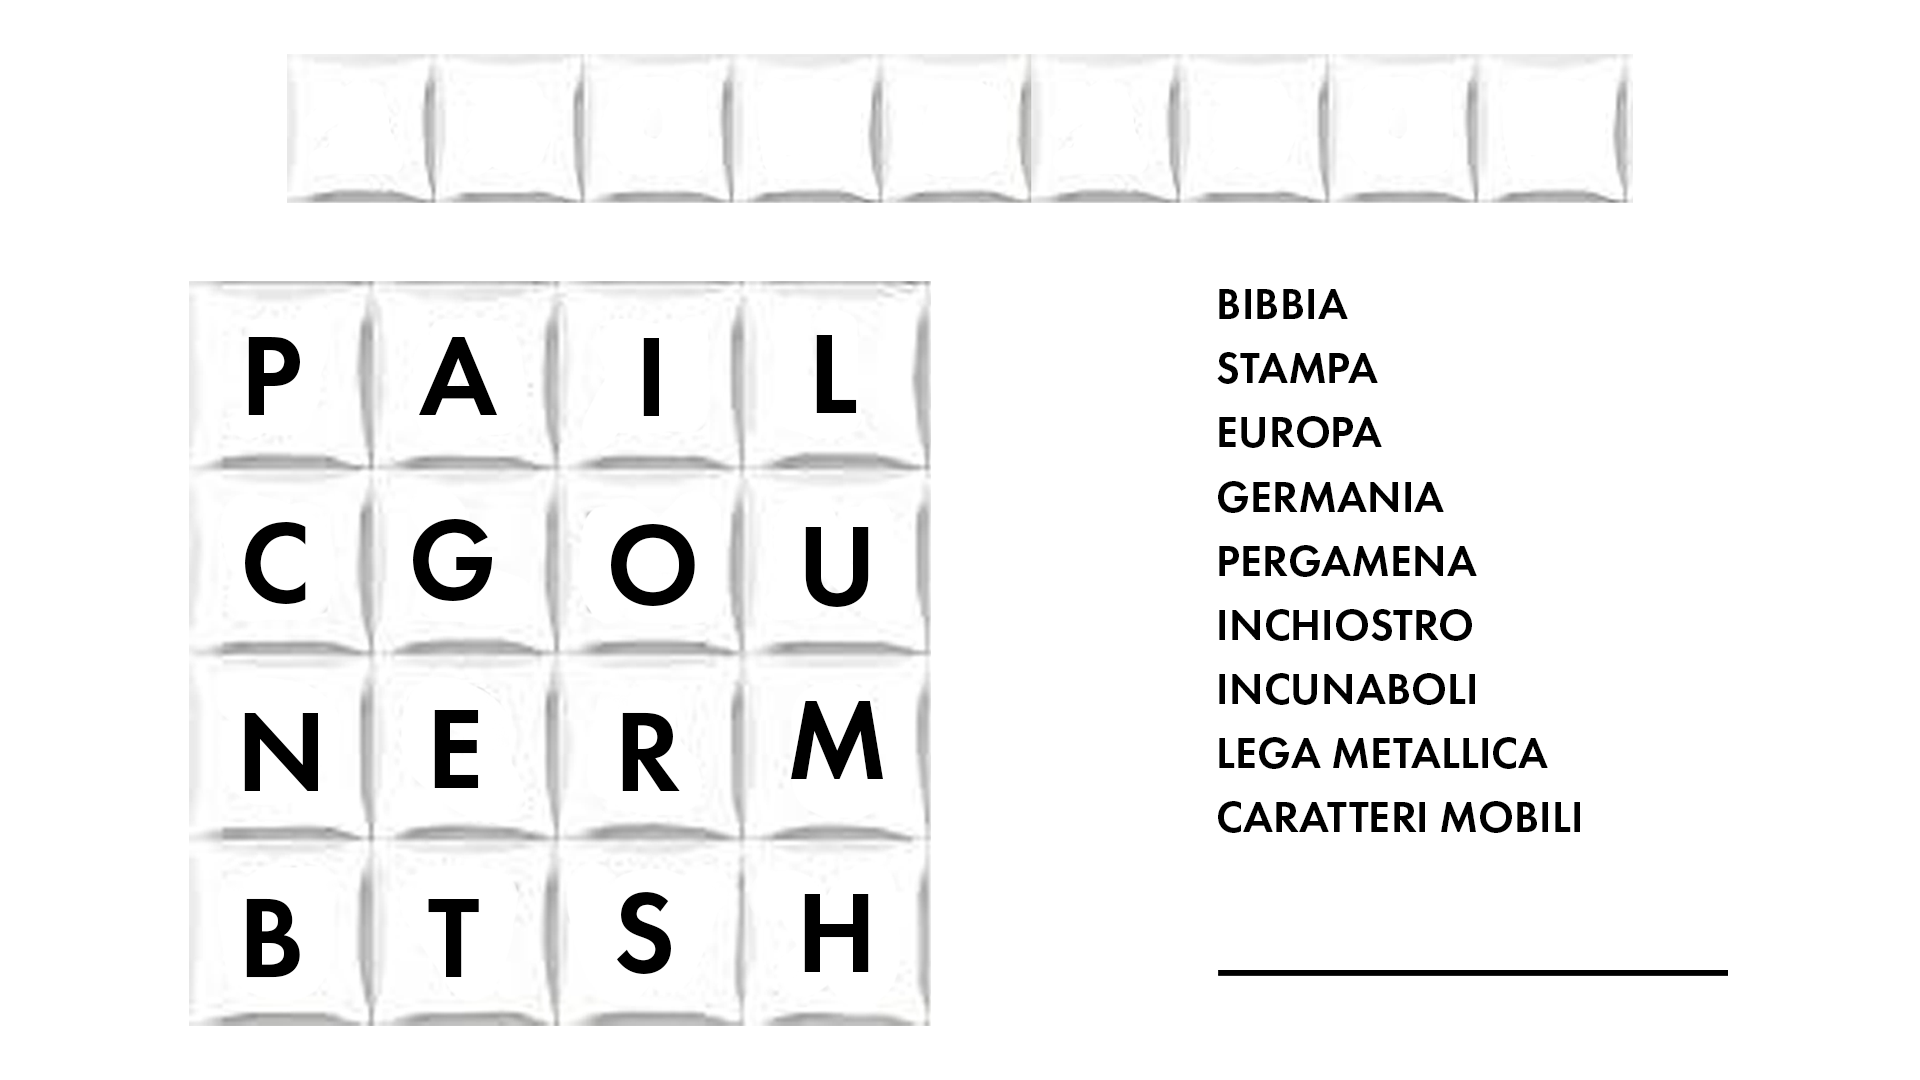 P A I L
C G O U
N E R M
B T S H
BIBBIA
STAMPA
EUROPA
GERMANIA
PERGAMENA
INCHIOSTRO
INCUNABOLI
LEGA METALLICA
CARATTERI MOBILI